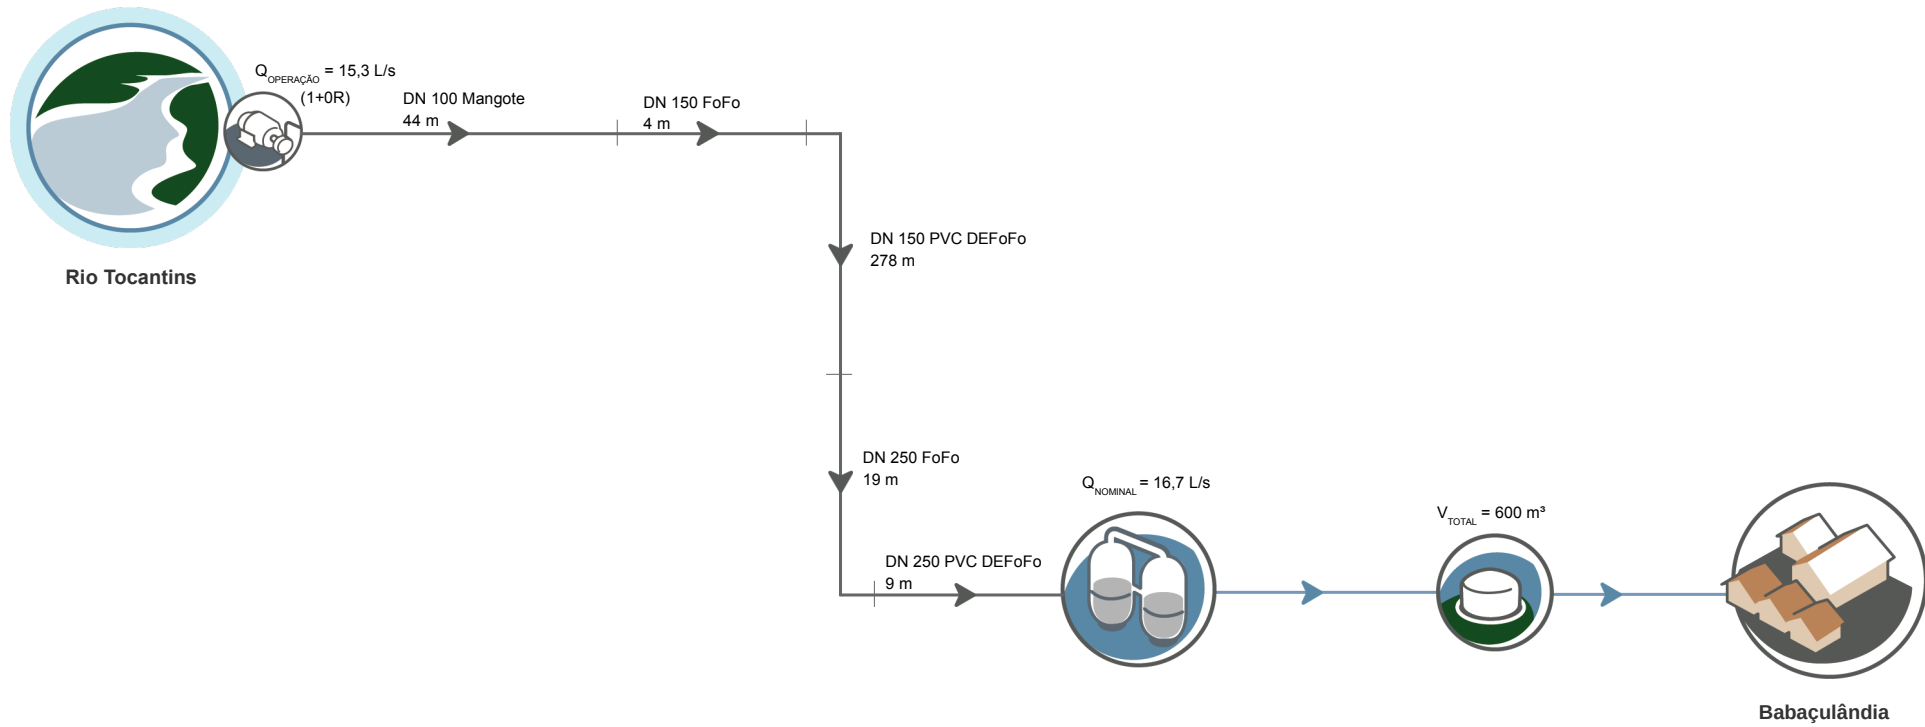 Q OPERAÇÃO = 15,3 L/s
(1+0R)
DN 100 Mangote
44 m
DN 150 FoFo
4 m
Rio Tocantins
DN 150 PVC DEFoFo
278 m
DN 250 FoFo
19 m
DN 250 PVC DEFoFo
9 m
Q NOMINAL = 16,7 L/s
V TOTAL = 600 m³
Babaçulândia